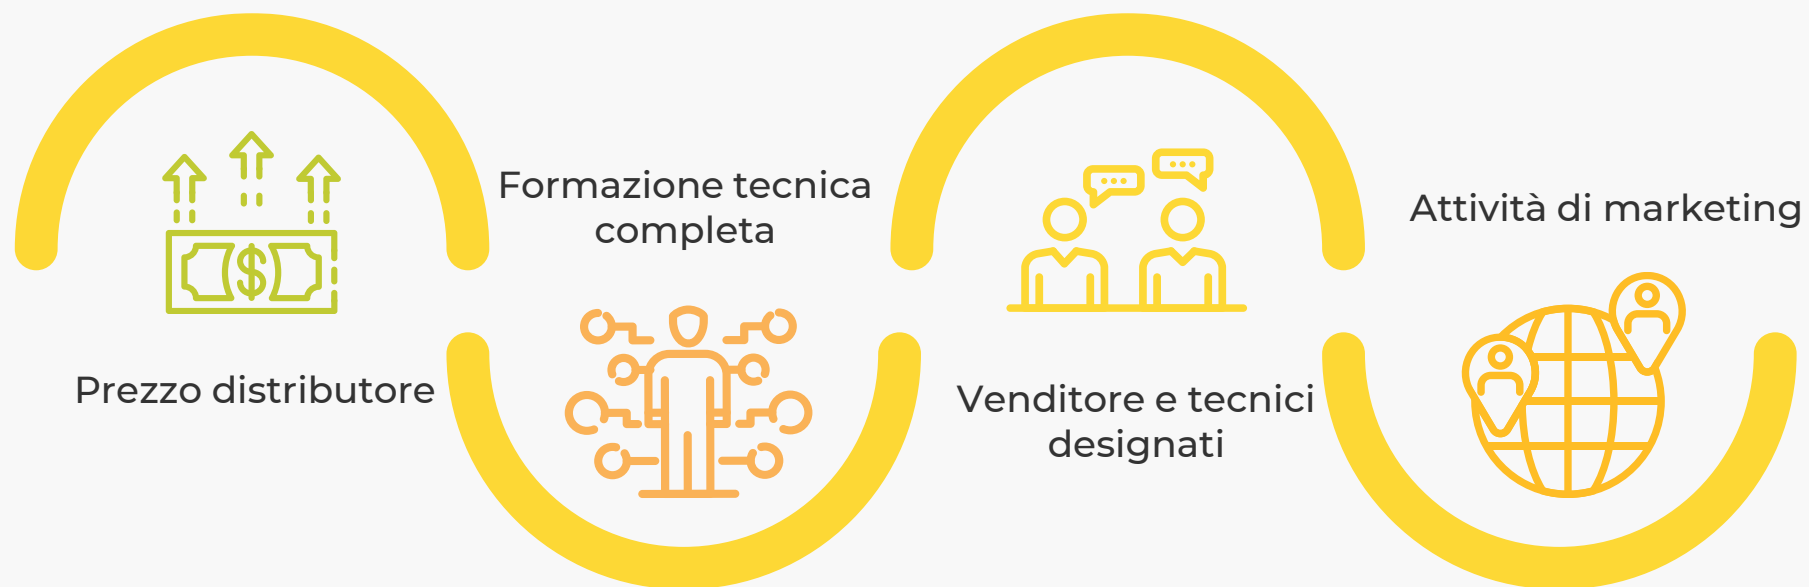 Prezzo distributore
Formazione tecnica
completa
Venditore e tecnici
designati
Attività di marketing
$